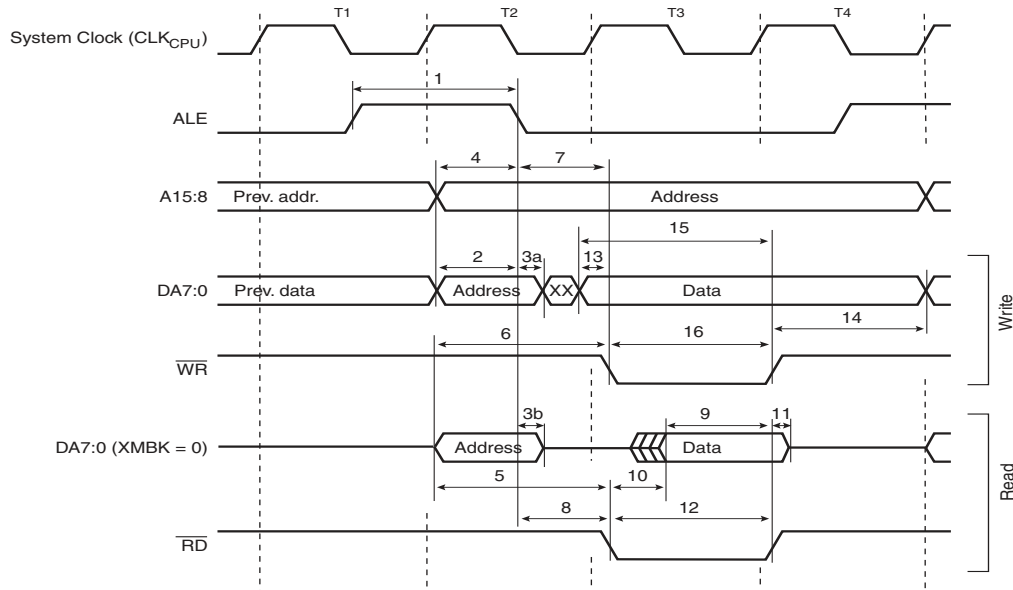 T1 T2 T3 T4
System Clock (CLKCPU)
1
ALE
4 7
A15:8 Prev. addr. Address
15
2 3a 13
DA7:0 Prev. data Address XX Data
14
6 16
WR
Write
3b 9 11
DA7:0 (XMBK = 0) Address Data
5 10
8 12
RD
Read